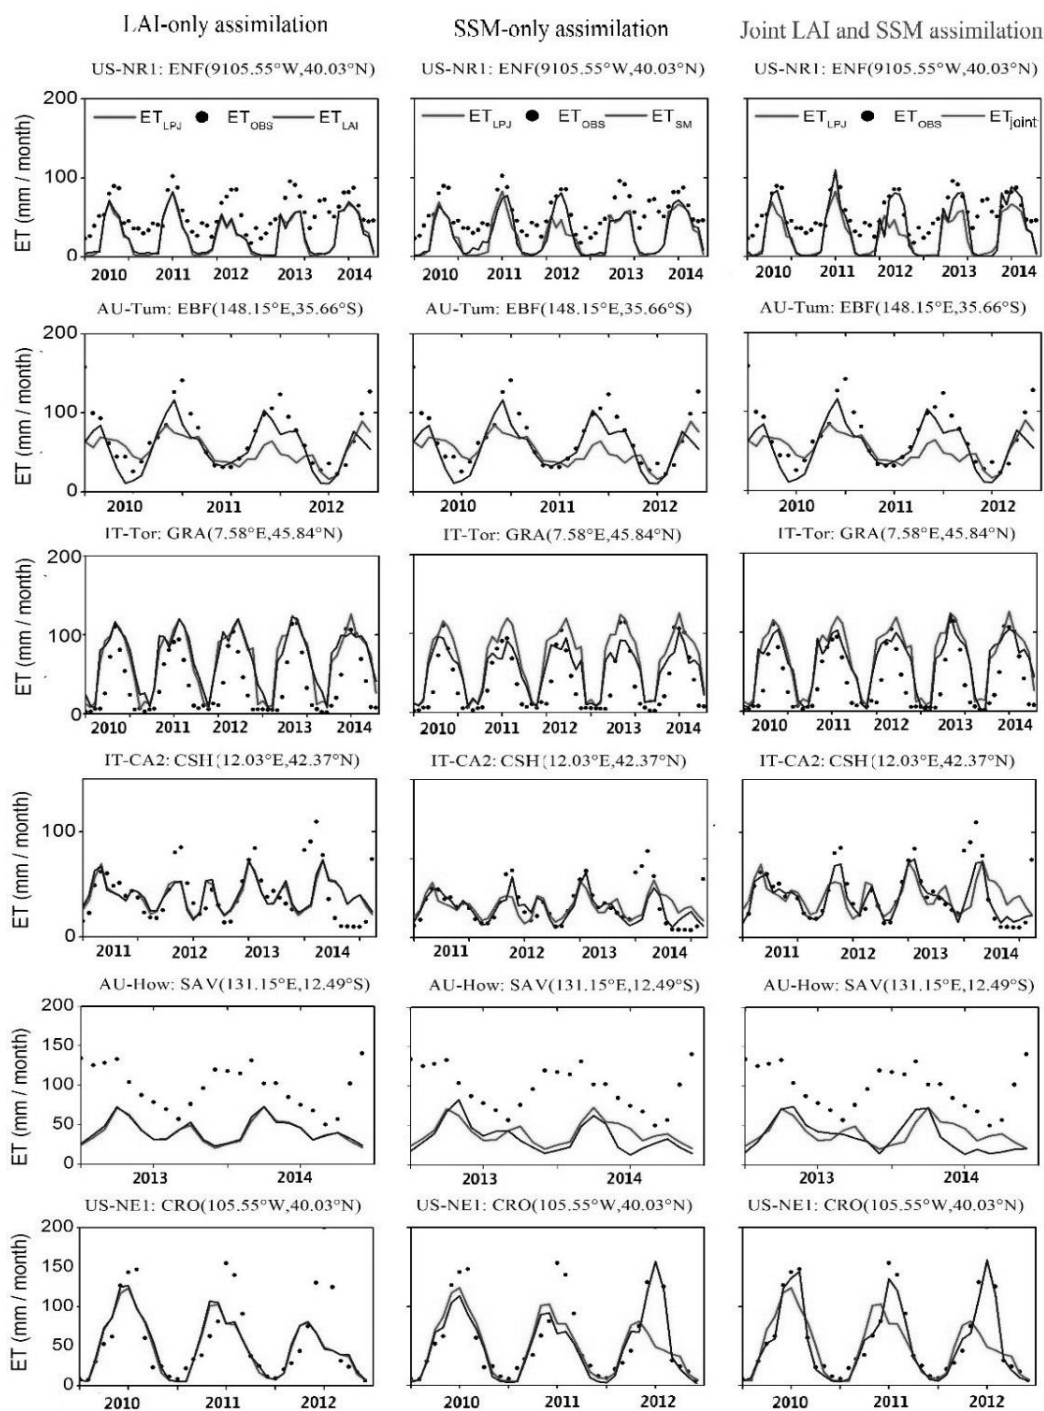 LAI-only assimilation SSM-only assimilation Joint LAI and SSM assimilation
US-NR1: ENF(9105.55°W,40.03°N) US-NR1: ENF(9105.55°W,40.03°N) US-NR1: ENF(9105.55°W,40.03°N)
ET (mm / month)
200
100
0
ET_LPJ ET_OBS ET_LAI ET_LPJ ET_OBS ET_SM ET_LPJ ET_OBS ET_joint
2010 2011 2012 2013 2014 2010 2011 2012 2013 2014 2010 2011 2012 2013 2014
AU-Tum: EBF(148.15°E,35.66°S) AU-Tum: EBF(148.15°E,35.66°S) AU-Tum: EBF(148.15°E,35.66°S)
ET (mm / month)
200
100
0
2010 2011 2012 2010 2011 2012 2010 2011 2012
IT-Tor: GRA(7.58°E,45.84°N) IT-Tor: GRA(7.58°E,45.84°N) IT-Tor: GRA(7.58°E,45.84°N)
ET (mm / month)
200
100
0
2010 2011 2012 2013 2014 2010 2011 2012 2013 2014 2010 2011 2012 2013 2014
IT-CA2: CSH(12.03°E,42.37°N) IT-CA2: CSH(12.03°E,42.37°N) IT-CA2: CSH(12.03°E,42.37°N)
ET (mm / month)
100
0
2011 2012 2013 2014 2011 2012 2013 2014 2011 2012 2013 2014
AU-How: SAV(131.15°E,12.49°S) AU-How: SAV(131.15°E,12.49°S) AU-How: SAV(131.15°E,12.49°S)
ET (mm / month)
200
150
100
50
0
2013 2014 2013 2014 2013 2014
US-NE1: CRO(105.55°W,40.03°N) US-NE1: CRO(105.55°W,40.03°N) US-NE1: CRO(105.55°W,40.03°N)
ET (mm / month)
200
150
100
50
0
2010 2011 2012 2010 2011 2012 2010 2011 2012